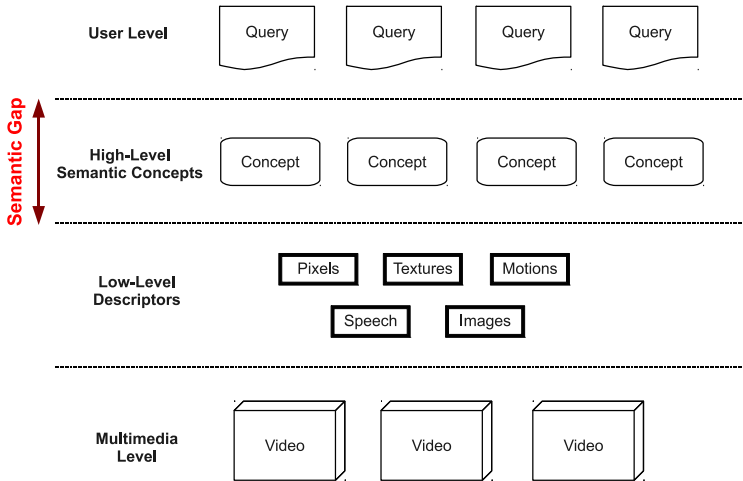 User Level
Query
Query
Query
Query
Semantic Gap
High-Level
Semantic Concepts
Concept
Concept
Concept
Concept
Low-Level
Descriptors
Pixels
Textures
Motions
Speech
Images
Multimedia
Level
Video
Video
Video